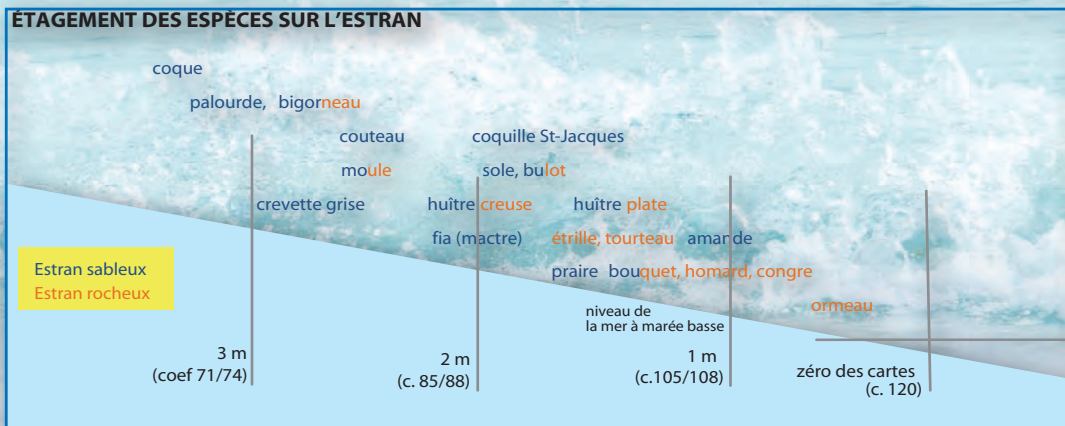 ÉTAGEMENT DES ESPÈCES SUR L'ESTRAN
coque
palourde, bigorneau
couteau coquille St-Jacques
moule sole, bulot
crevette grise huître creuse huître plate
fia (mactre) étrille, tourteau amande
praire bouquet, homard, congre
Estran sableux
Estran rocheux
ormeau
niveau de
la mer à marée basse
3 m
(coef 71/74)
2 m
(c. 85/88)
1 m
(c.105/108)
zéro des cartes
(c. 120)